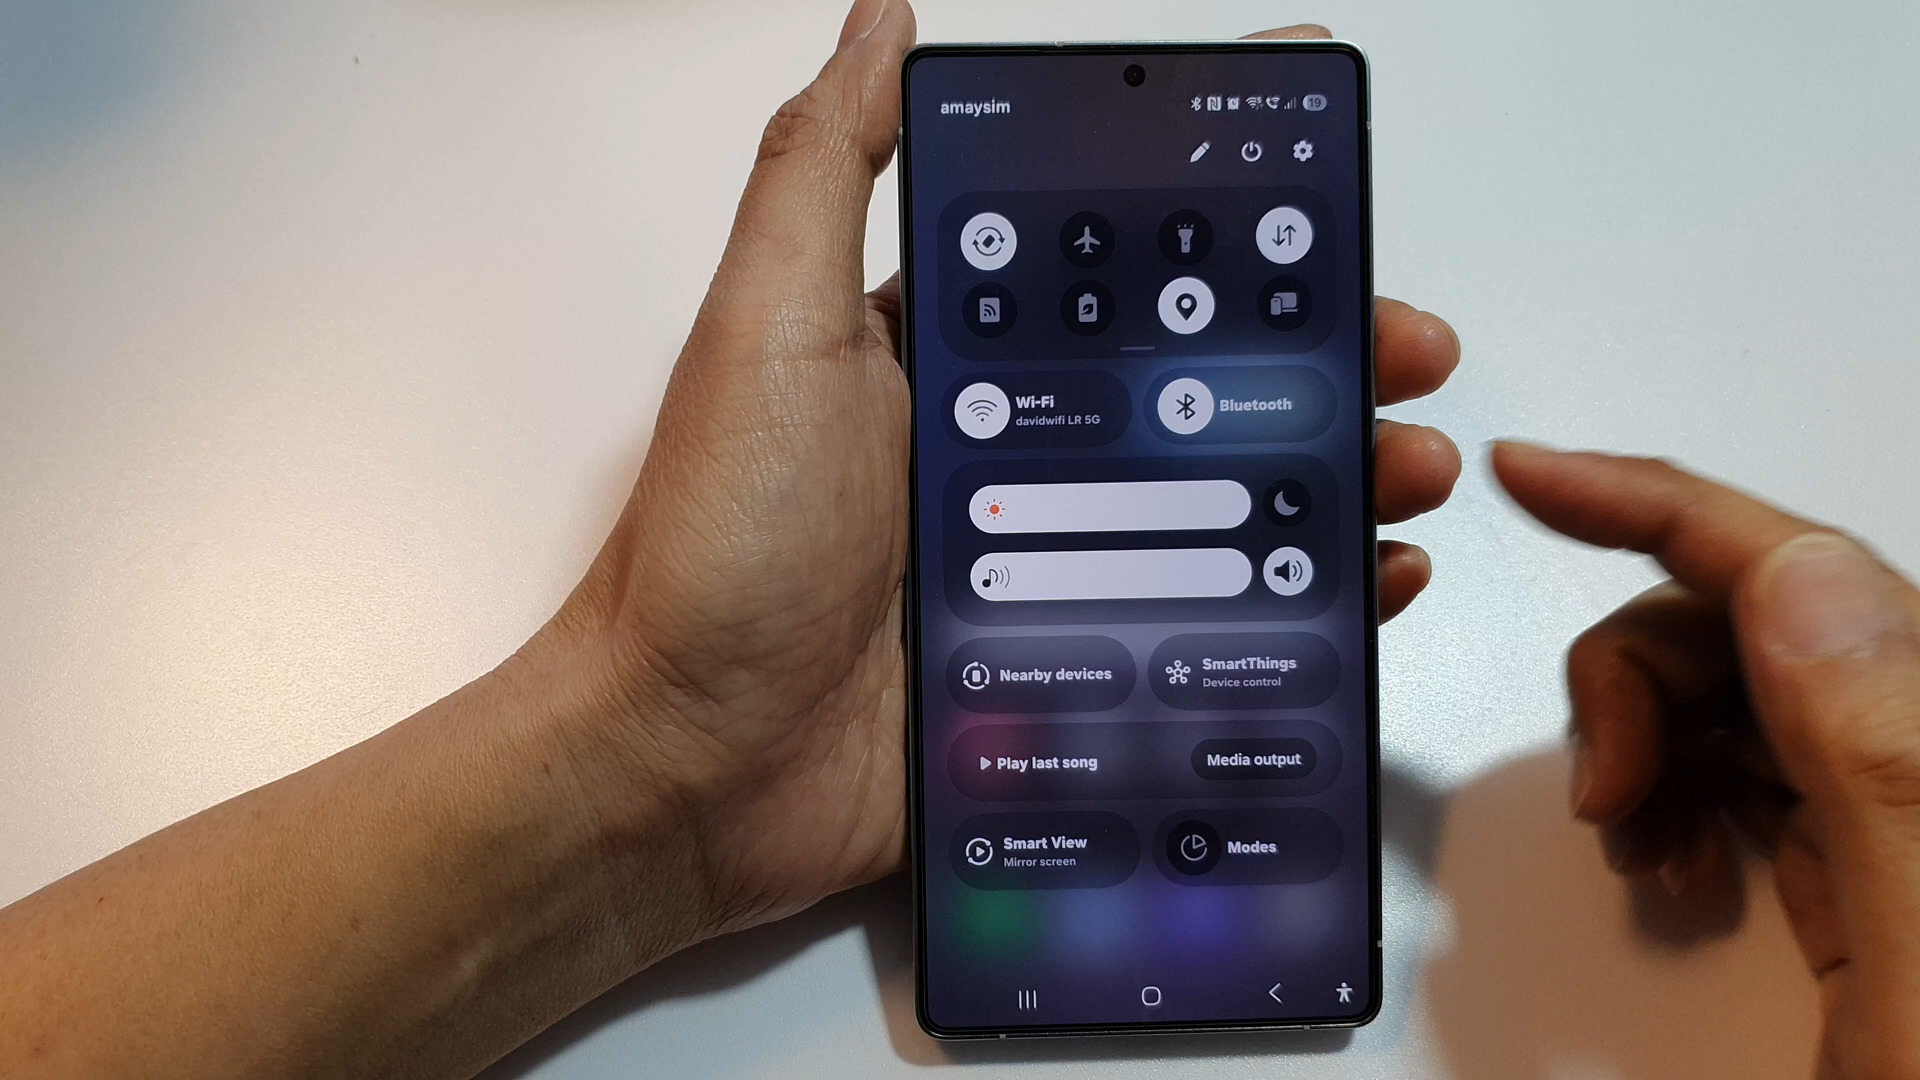 amaysim
19
Wi-Fi
davidwifi LR 5G
Bluetooth
Nearby devices
SmartThings
Device control
Play last song
Media output
Smart View
Mirror screen
Modes